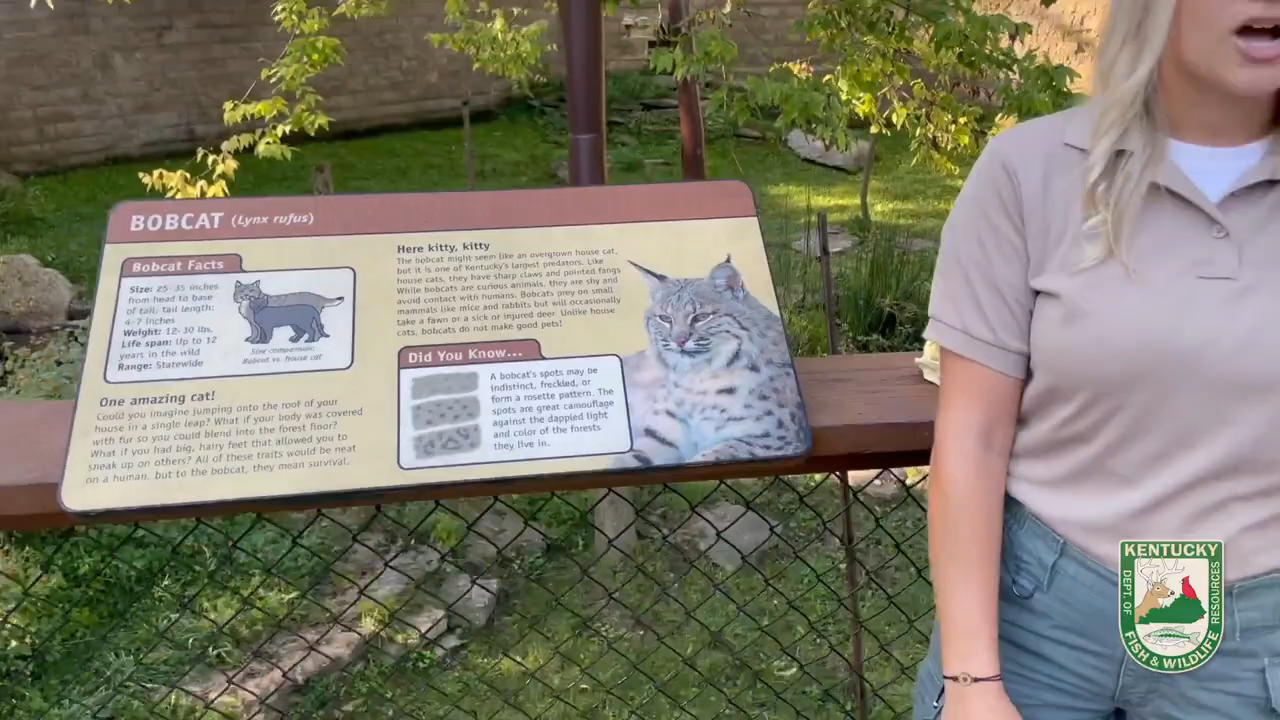 BOBCAT (Lynx rufus)
Bobcat Facts
Size: 25-35 inches
from head to base
of tail; tail length:
4-7 inches
Weight: 12-30 lbs.
Life span: Up to 12
years in the wild
Range: Statewide
Size comparison:
Bobcat vs. house cat
One amazing cat!
Could you imagine jumping onto the roof of your
house in a single leap? What if your body was covered
with fur so you could blend into the forest floor?
What if you had big, hairy feet that allowed you to
sneak up on others? All of these traits would be neat
on a human, but to the bobcat, they mean survival.
Here kitty, kitty
The bobcat might seem like an overgrown house cat,
but it is one of Kentucky's largest predators. Like
house cats, they have sharp claws and pointed fangs
While bobcats are curious animals, they are shy and
avoid contact with humans. Bobcats prey on small
mammals like mice and rabbits but will occasionally
take a fawn or a sick or injured deer. Unlike house
cats, bobcats do not make good pets!
Did You Know...
A bobcat's spots may be
indistinct, freckled, or
form a rosette pattern. The
spots are great camouflage
against the dappled light
and color of the forests
they live in.
KENTUCKY
DEPT. OF
FISH & WILDLIFE
RESOURCES